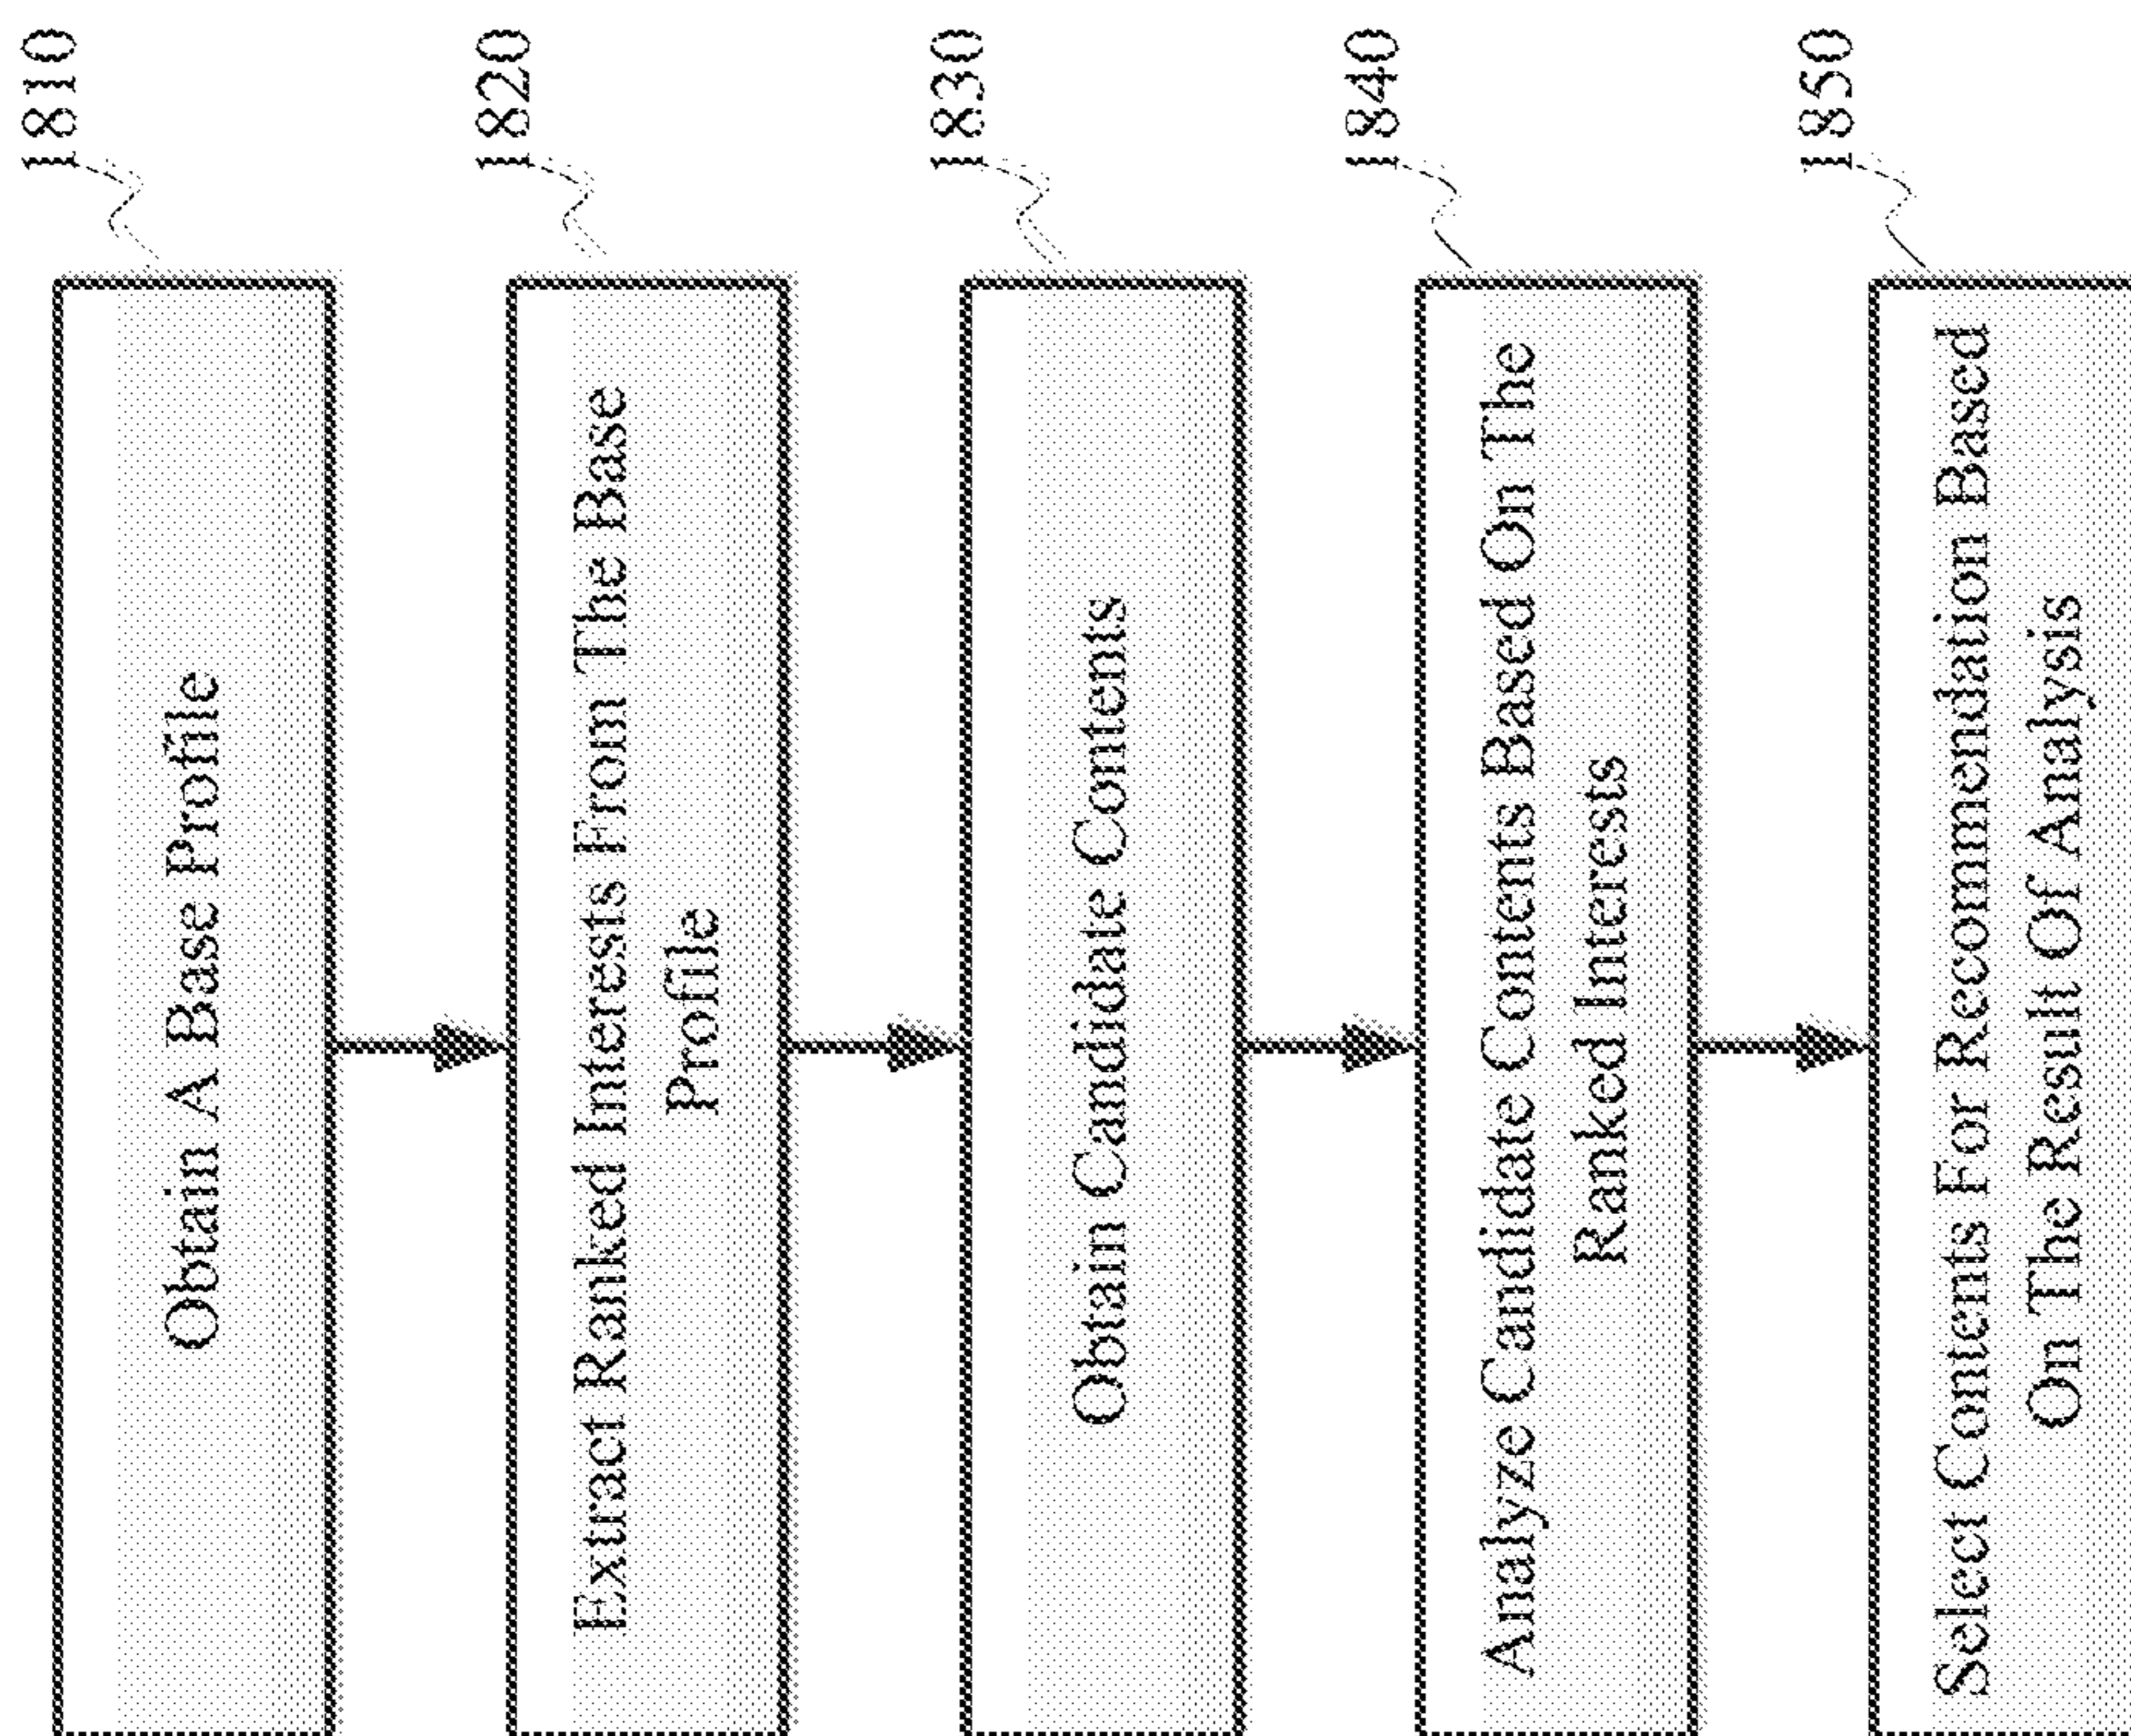 1810
Obtain A Base Profile
1820
Extract Ranked Interests From The Base
Profile
1830
Obtain Candidate Contents
1840
Analyze Candidate Contents Based On The
Ranked Interests
1850
Select Contents For Recommendation Based
On The Result Of Analysis